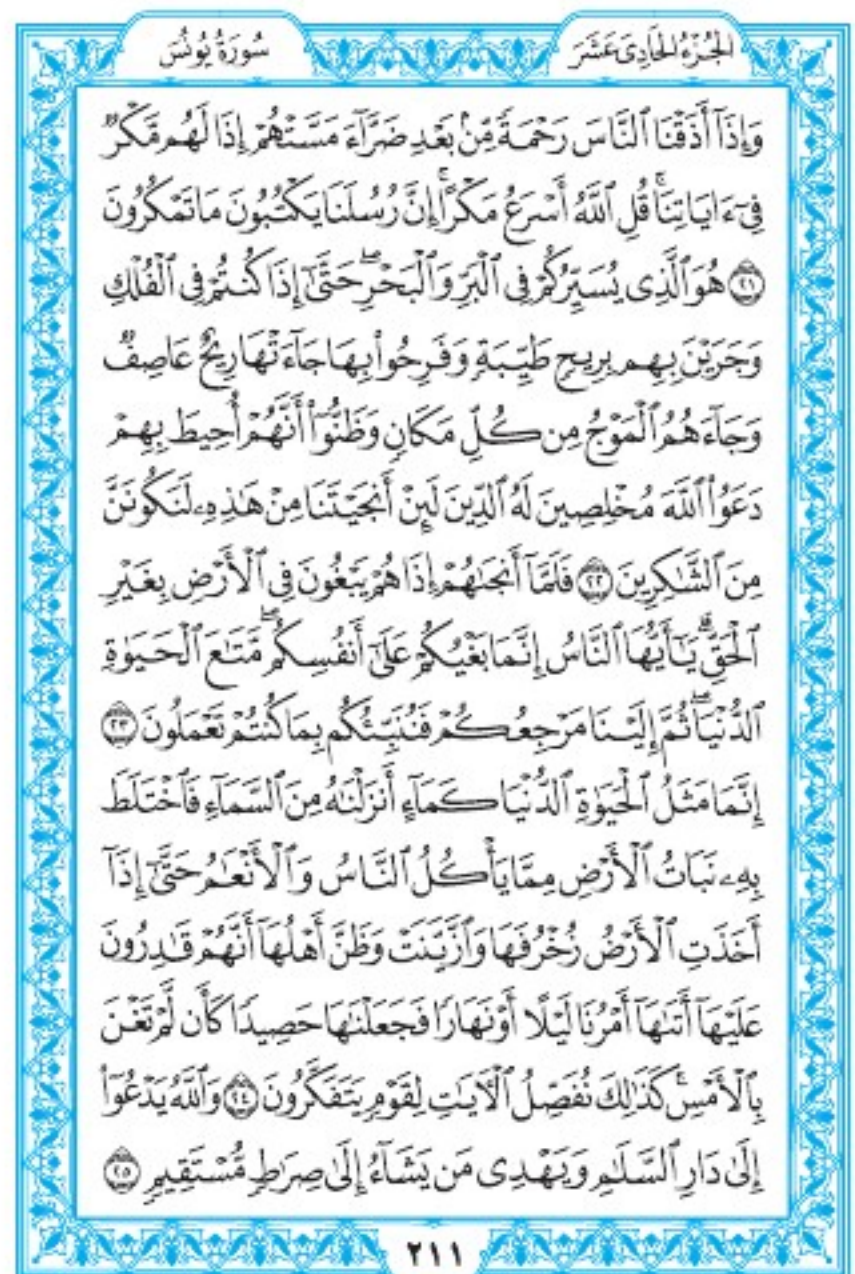 الجُزْءُ الحَادِيَ عَشَرَ
سُورَةُ يُونُسَ
وَإِذَآ أَذَقْنَا ٱلنَّاسَ رَحْمَةً مِّنۢ بَعْدِ ضَرَّآءَ مَسَّتْهُمْ إِذَا لَهُم مَّكْرٌ
فِىٓ ءَايَاتِنَا ۚ قُلِ ٱللَّهُ أَسْرَعُ مَكْرًا ۚ إِنَّ رُسُلَنَا يَكْتُبُونَ مَا تَمْكُرُونَ
٢١ هُوَ ٱلَّذِى يُسَيِّرُكُمْ فِى ٱلْبَرِّ وَٱلْبَحْرِ ۖ حَتَّىٰٓ إِذَا كُنتُمْ فِى ٱلْفُلْكِ
وَجَرَيْنَ بِهِم بِرِيحٍ طَيِّبَةٍ وَفَرِحُوا۟ بِهَا جَآءَتْهَا رِيحٌ عَاصِفٌ
وَجَآءَهُمُ ٱلْمَوْجُ مِن كُلِّ مَكَانٍ وَظَنُّوٓا۟ أَنَّهُمْ أُحِيطَ بِهِمْ
دَعَوُا۟ ٱللَّهَ مُخْلِصِينَ لَهُ ٱلدِّينَ لَئِنْ أَنجَيْتَنَا مِنْ هَٰذِهِۦ لَنَكُونَنَّ
مِنَ ٱلشَّٰكِرِينَ ٢٢ فَلَمَّآ أَنجَىٰهُمْ إِذَا هُمْ يَبْغُونَ فِى ٱلْأَرْضِ بِغَيْرِ
ٱلْحَقِّ ۗ يَٰٓأَيُّهَا ٱلنَّاسُ إِنَّمَا بَغْيُكُمْ عَلَىٰٓ أَنفُسِكُم ۖ مَّتَٰعَ ٱلْحَيَوٰةِ
ٱلدُّنْيَا ۖ ثُمَّ إِلَيْنَا مَرْجِعُكُمْ فَنُنَبِّئُكُم بِمَا كُنتُمْ تَعْمَلُونَ ٢٣
إِنَّمَا مَثَلُ ٱلْحَيَوٰةِ ٱلدُّنْيَا كَمَآءٍ أَنزَلْنَٰهُ مِنَ ٱلسَّمَآءِ فَٱخْتَلَطَ
بِهِۦ نَبَاتُ ٱلْأَرْضِ مِمَّا يَأْكُلُ ٱلنَّاسُ وَٱلْأَنْعَٰمُ حَتَّىٰٓ إِذَآ
أَخَذَتِ ٱلْأَرْضُ زُخْرُفَهَا وَٱزَّيَّنَتْ وَظَنَّ أَهْلُهَآ أَنَّهُمْ قَٰدِرُونَ
عَلَيْهَآ أَتَىٰهَآ أَمْرُنَا لَيْلًا أَوْ نَهَارًا فَجَعَلْنَٰهَا حَصِيدًا كَأَن لَّمْ تَغْنَ
بِٱلْأَمْسِ ۚ كَذَٰلِكَ نُفَصِّلُ ٱلْءَايَٰتِ لِقَوْمٍ يَتَفَكَّرُونَ ٢٤ وَٱللَّهُ يَدْعُوٓا۟
إِلَىٰ دَارِ ٱلسَّلَٰمِ وَيَهْدِى مَن يَشَآءُ إِلَىٰ صِرَٰطٍ مُّسْتَقِيمٍ ٢٥
٢١١